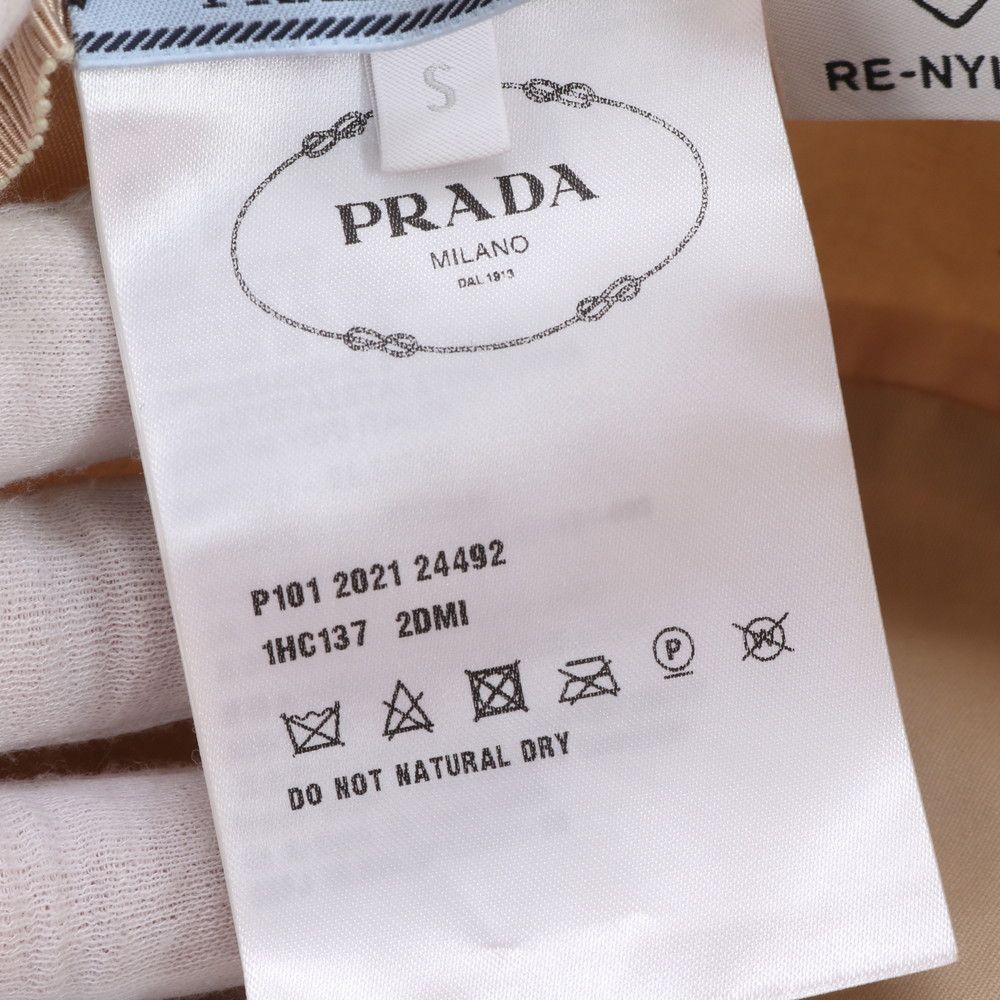 S
RE-NY
PRADA
MILANO
DAL 1913
P101 2021 24492
1HC137 2DMI
P
W
DO NOT NATURAL DRY